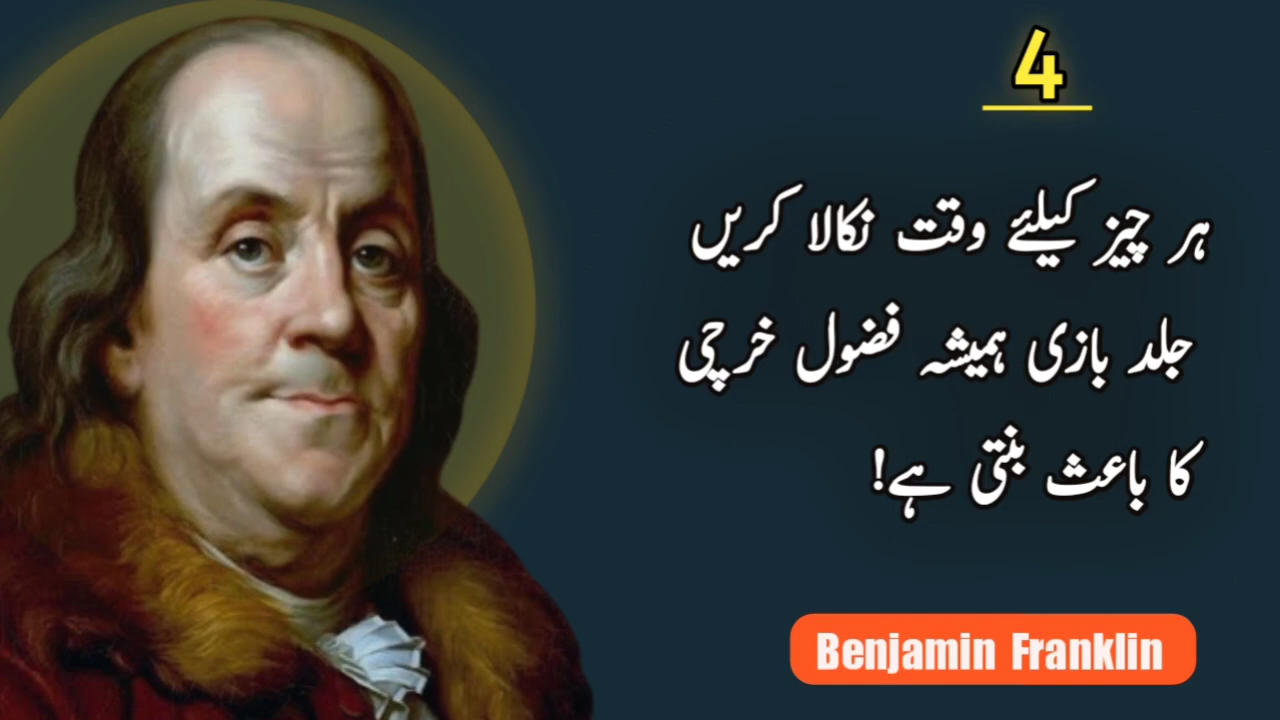 4
ہر چیز کیلئے وقت نکالا کریں
جلد بازی ہمیشہ فضول خرچی
کا باعث بنتی ہے!
Benjamin Franklin